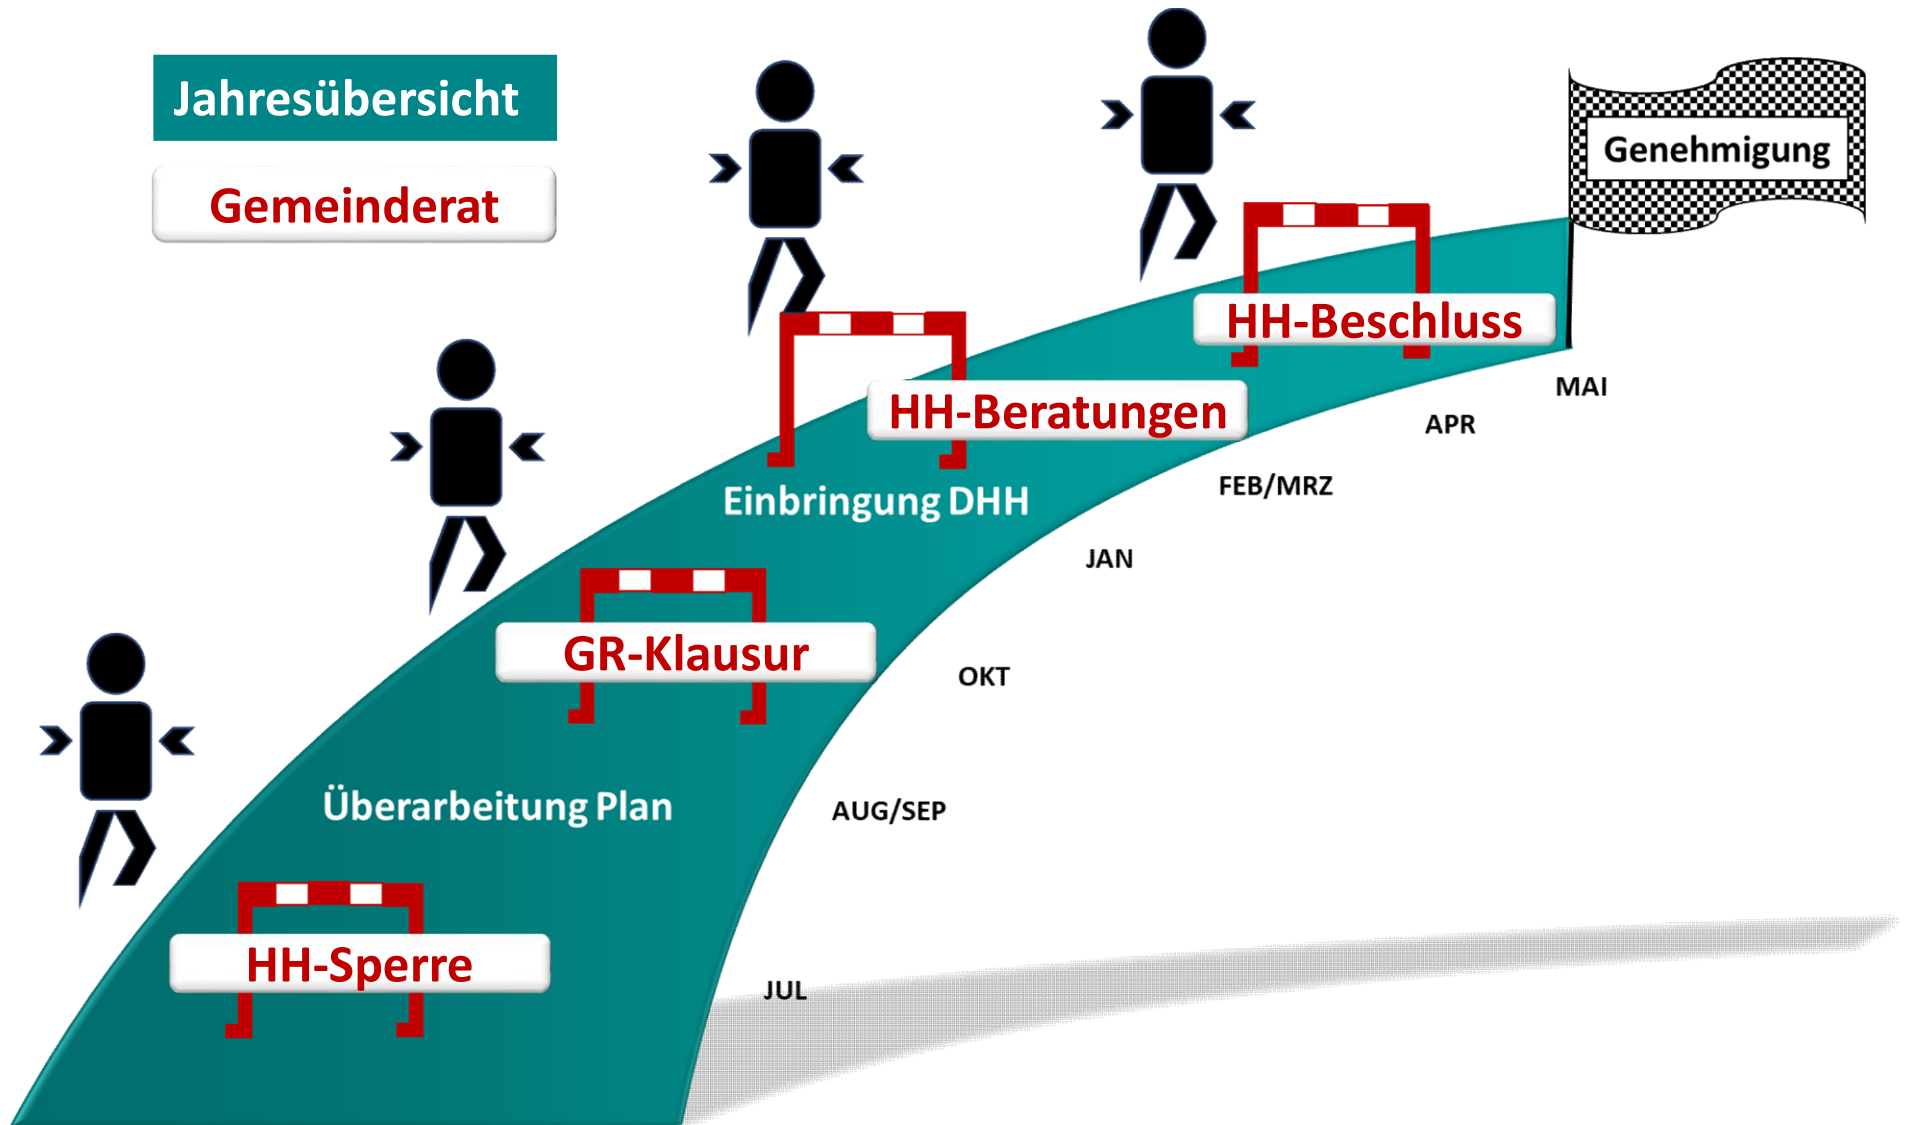 Jahresübersicht
Gemeinderat
Genehmigung
HH-Beschluss
MAI
HH-Beratungen
APR
FEB/MRZ
Einbringung DHH
JAN
GR-Klausur
OKT
Überarbeitung Plan
AUG/SEP
HH-Sperre
JUL